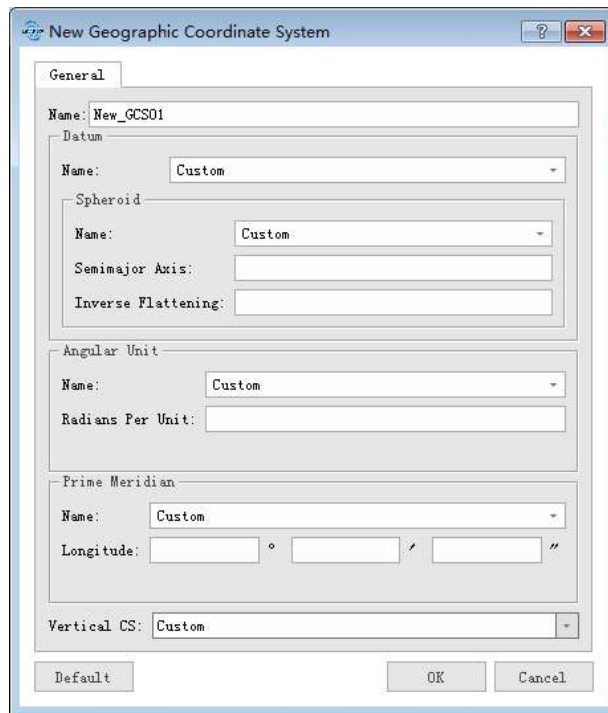 New Geographic Coordinate System
General
Name: New_GCS01
Datum
Name: Custom
Spheroid
Name: Custom
Semimajor Axis:
Inverse Flattening:
Angular Unit
Name: Custom
Radians Per Unit:
Prime Meridian
Name: Custom
Longitude: ° ′ ″
Vertical CS: Custom
Default OK Cancel